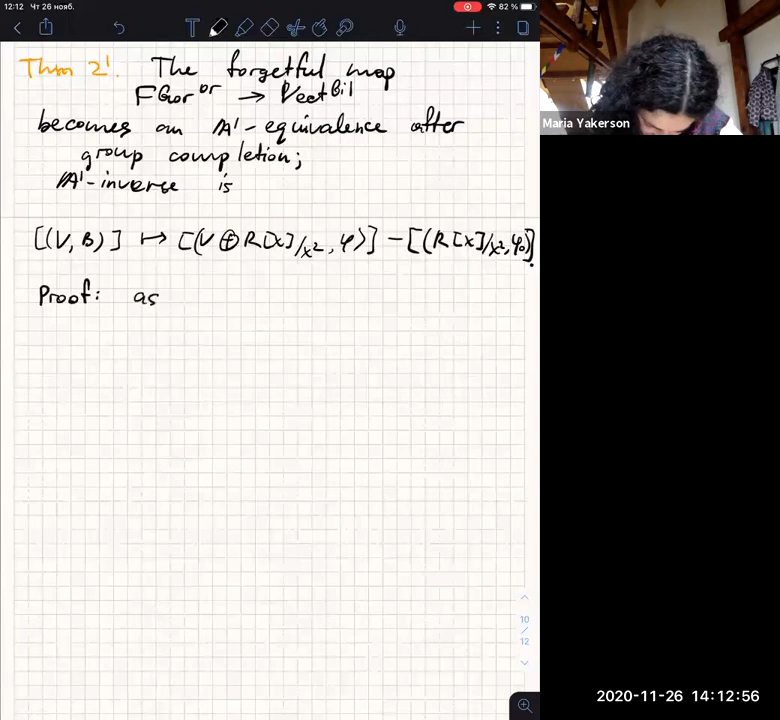 12:12 Чт 26 нояб.
82 %
Thm 2'. The forgetful map
FGor^or → VectBil
becomes an A¹-equivalence after
group completion;
A¹-inverse is
[(V, B)] ↦ [(V ⊕ R[x]/x², φ)] - [(R[x]/x², φ₀)].
Proof: as
10
/
12
Maria Yakerson
2020-11-26 14:12:56